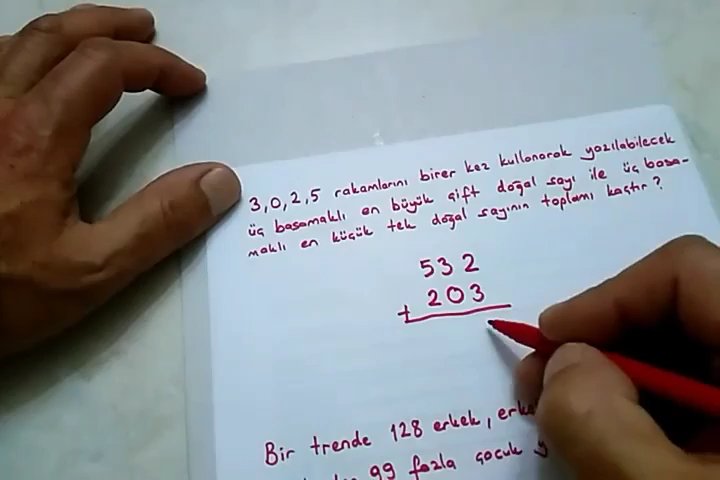 3,0,2,5 rakamlarını birer kez kullanarak yazılabilecek
üç basamaklı en büyük çift doğal sayı ile üç basa-
maklı en küçük tek doğal sayının toplamı kaçtır?
532
203
+
Bir trende 128 erkek,
99 fazla çocuk